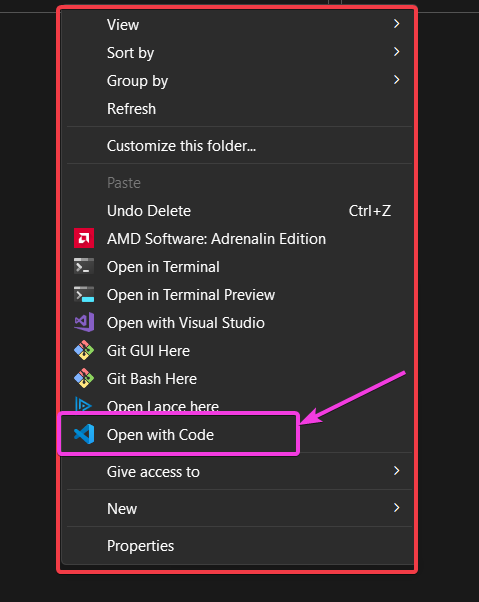 View
Sort by
Group by
Refresh
Customize this folder...
Paste
Undo Delete Ctrl+Z
AMD Software: Adrenalin Edition
Open in Terminal
Open in Terminal Preview
Open with Visual Studio
Git GUI Here
Git Bash Here
Open Lapce here
Open with Code
Give access to
New
Properties